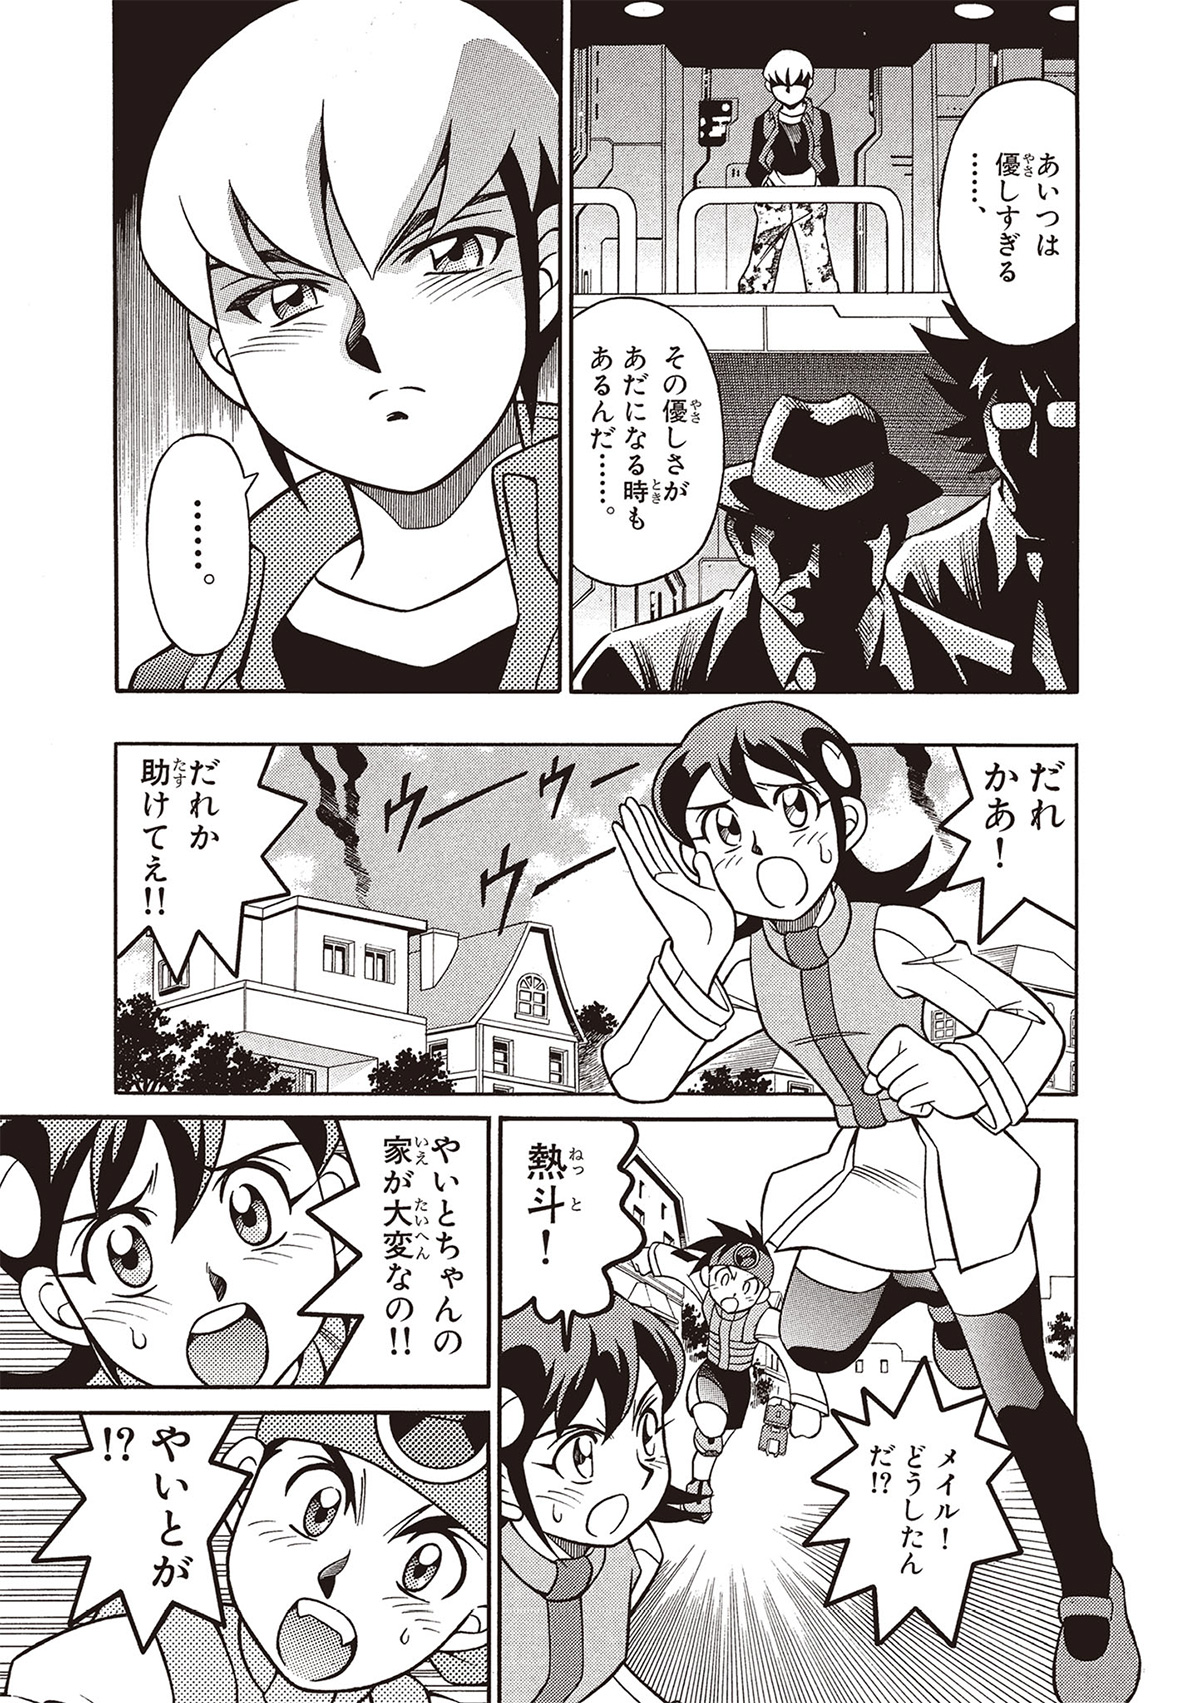 あいつは
優しすぎる
……、
その優しさが
あだになる時も
あるんだ……。
……。
だれ
かあ！
ウーウーウー
だれか
助けてえ!!
熱斗！
メイル！
どうしたん
だ!?
やいとちゃんの
家が大変なの!!
やいとが
!?